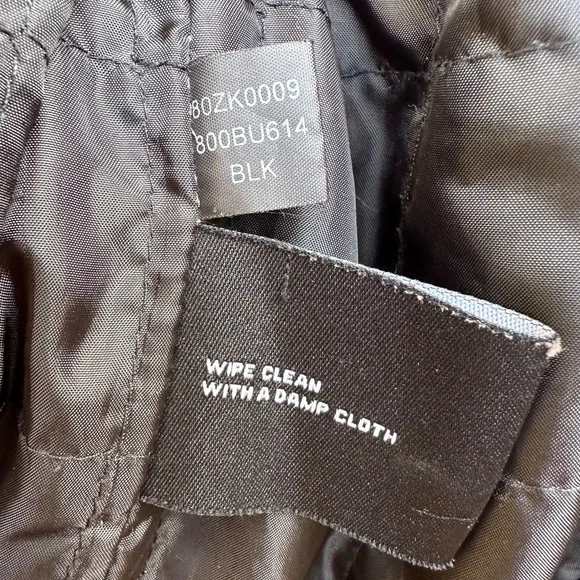 80ZK0009
800BU614
BLK
WIPE CLEAN
WITH A DAMP CLOTH